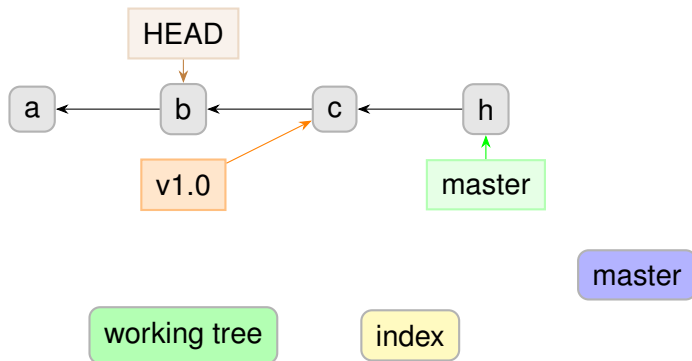 HEAD
a
b
c
h
v1.0
master
master
working tree
index